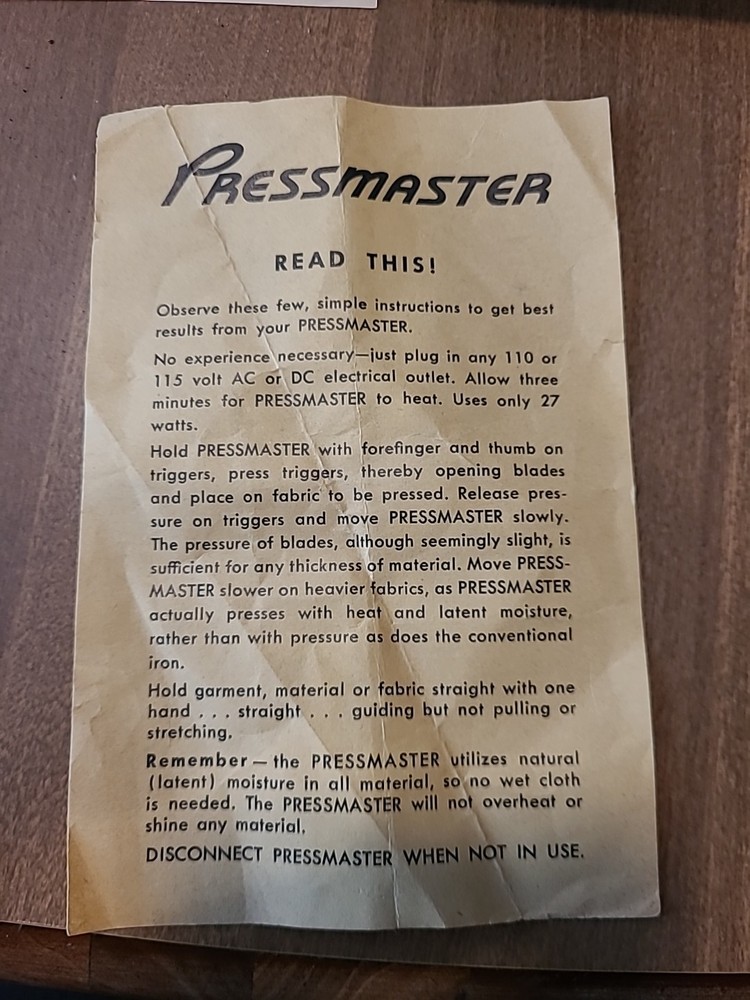 PRESSMASTER
READ THIS!
Observe these few, simple instructions to get best
results from your PRESSMASTER.
No experience necessary—just plug in any 110 or
115 volt AC or DC electrical outlet. Allow three
minutes for PRESSMASTER to heat. Uses only 27
watts.
Hold PRESSMASTER with forefinger and thumb on
triggers, press triggers, thereby opening blades
and place on fabric to be pressed. Release pres-
sure on triggers and move PRESSMASTER slowly.
The pressure of blades, although seemingly slight, is
sufficient for any thickness of material. Move PRESS-
MASTER slower on heavier fabrics, as PRESSMASTER
actually presses with heat and latent moisture,
rather than with pressure as does the conventional
iron.
Hold garment, material or fabric straight with one
hand . . . straight . . . guiding but not pulling or
stretching.
Remember — the PRESSMASTER utilizes natural
(latent) moisture in all material, so no wet cloth
is needed. The PRESSMASTER will not overheat or
shine any material.
DISCONNECT PRESSMASTER WHEN NOT IN USE.